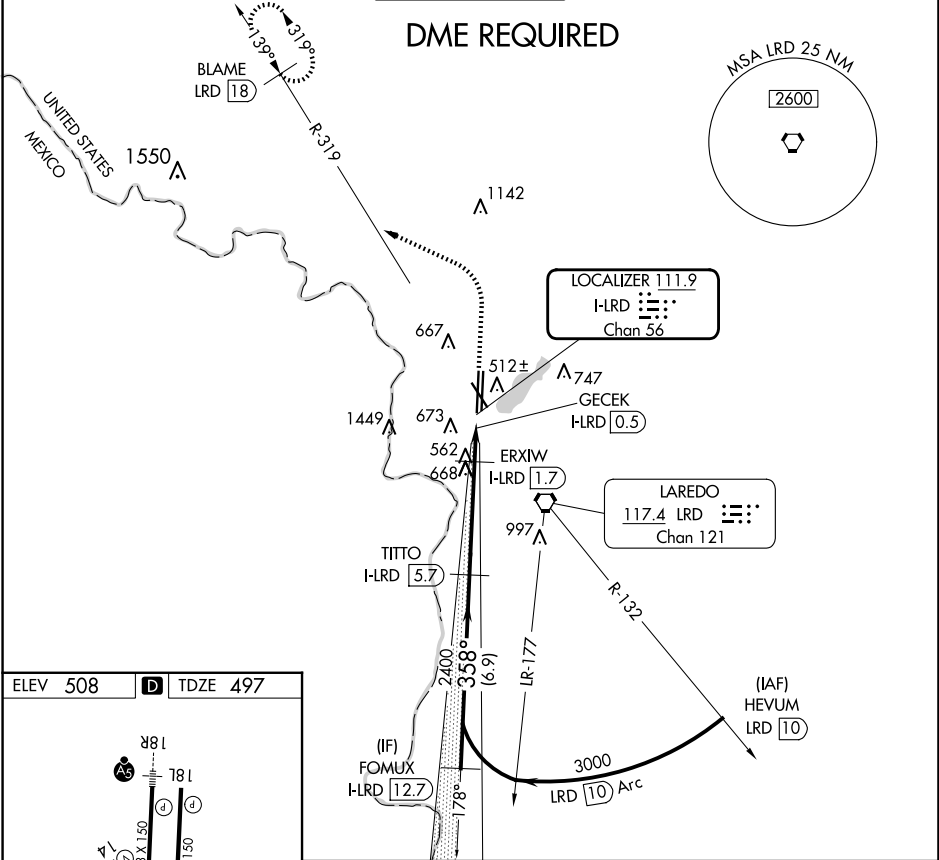 DME REQUIRED
MSA LRD 25 NM
2600
319°
139°
BLAME
LRD 18
R-319
UNITED STATES
MEXICO
1550
1142
LOCALIZER 111.9
I-LRD
Chan 56
667
512±
747
GECEK
I-LRD 0.5
1449
673
562
668
ERXIW
I-LRD 1.7
LAREDO
117.4 LRD
Chan 121
997
TITTO
I-LRD 5.7
R-132
LR-177
2400
358°
(6.9)
(IAF)
HEVUM
LRD 10
3000
LRD 10 Arc
(IF)
FOMUX
I-LRD 12.7
178°
ELEV 508
D
TDZE 497
18R
18L
A5
P
P
X 150
150